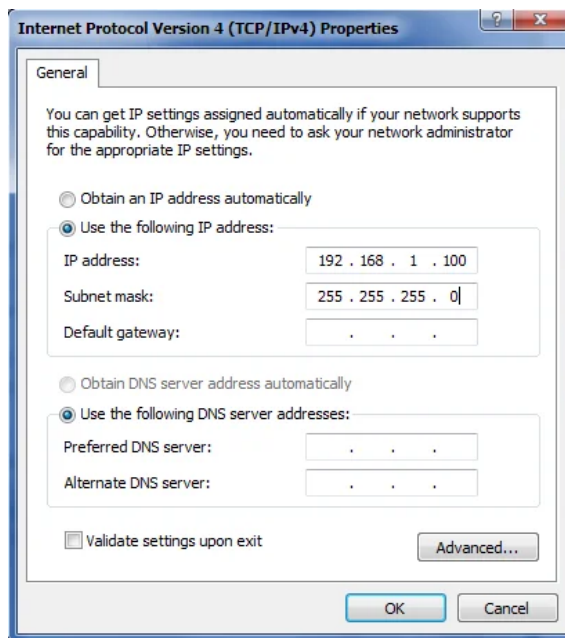 Internet Protocol Version 4 (TCP/IPv4) Properties
General
You can get IP settings assigned automatically if your network supports
this capability. Otherwise, you need to ask your network administrator
for the appropriate IP settings.
Obtain an IP address automatically
Use the following IP address:
IP address: 192 . 168 . 1 . 100
Subnet mask: 255 . 255 . 255 . 0
Default gateway: . . .
Obtain DNS server address automatically
Use the following DNS server addresses:
Preferred DNS server: . . .
Alternate DNS server: . . .
Validate settings upon exit
Advanced...
OK Cancel